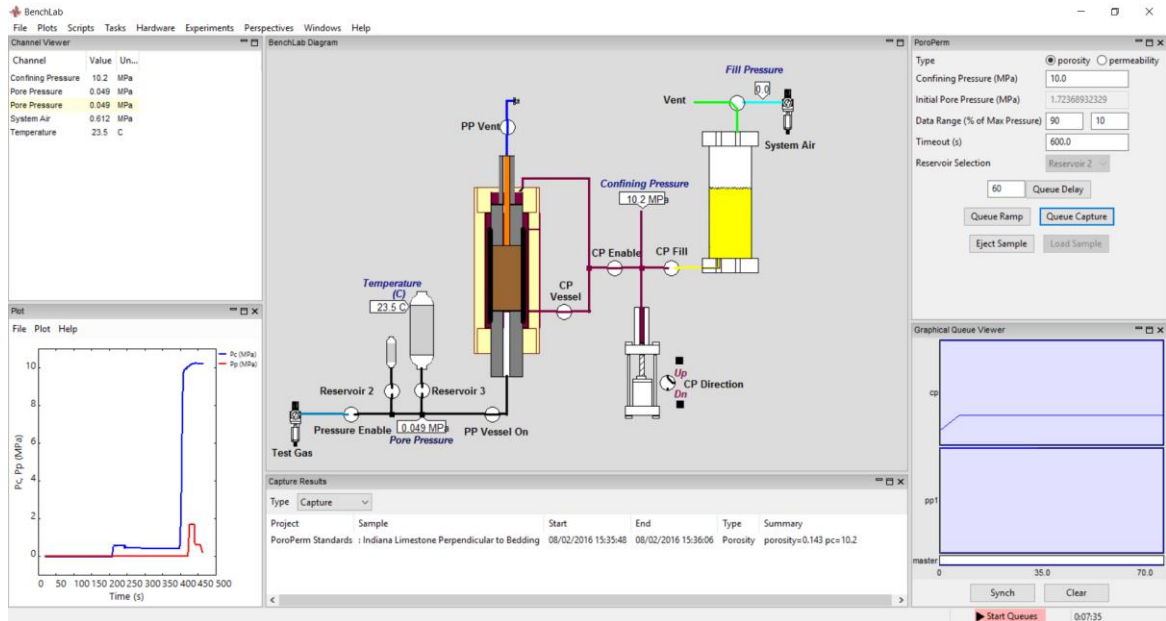 BenchLab
File Plots Scripts Tasks Hardware Experiments Perspectives Windows Help
Channel Viewer
Channel Value Un...
Confining Pressure 10.2 MPa
Pore Pressure 0.049 MPa
Pore Pressure 0.049 MPa
System Air 0.612 MPa
Temperature 23.5 C
BenchLab Diagram
Fill Pressure
0.0
Vent
System Air
PP Vent
Confining Pressure
10.2 MPa
CP Enable
CP Fill
CP
Vessel
Temperature
(C)
23.5 C
Up
CP Direction
Dn
Reservoir 2
Reservoir 3
Pressure Enable
0.049 MPa
PP Vessel On
Pore Pressure
Test Gas
PoroPerm
Type porosity permeability
Confining Pressure (MPa) 10.0
Initial Pore Pressure (MPa) 1.72368932329
Data Range (% of Max Pressure) 90 10
Timeout (s) 600.0
Reservoir Selection Reservoir 2
60 Queue Delay
Queue Ramp Queue Capture
Eject Sample Load Sample
Plot
File Plot Help
Pc (MPa)
Pp (MPa)
Pc, Pp (MPa)
10
8
6
4
2
0
0 50 100 150 200 250 300 350 400 450 500
Time (s)
Capture Results
Type Capture
Project Sample Start End Type Summary
PoroPerm Standards : Indiana Limestone Perpendicular to Bedding 08/02/2016 15:35:48 08/02/2016 15:36:06 Porosity porosity=0.143 pc=10.2
Graphical Queue Viewer
cp
pp1
master
0 35.0 70.0
Synch Clear
Start Queues 0:07:35